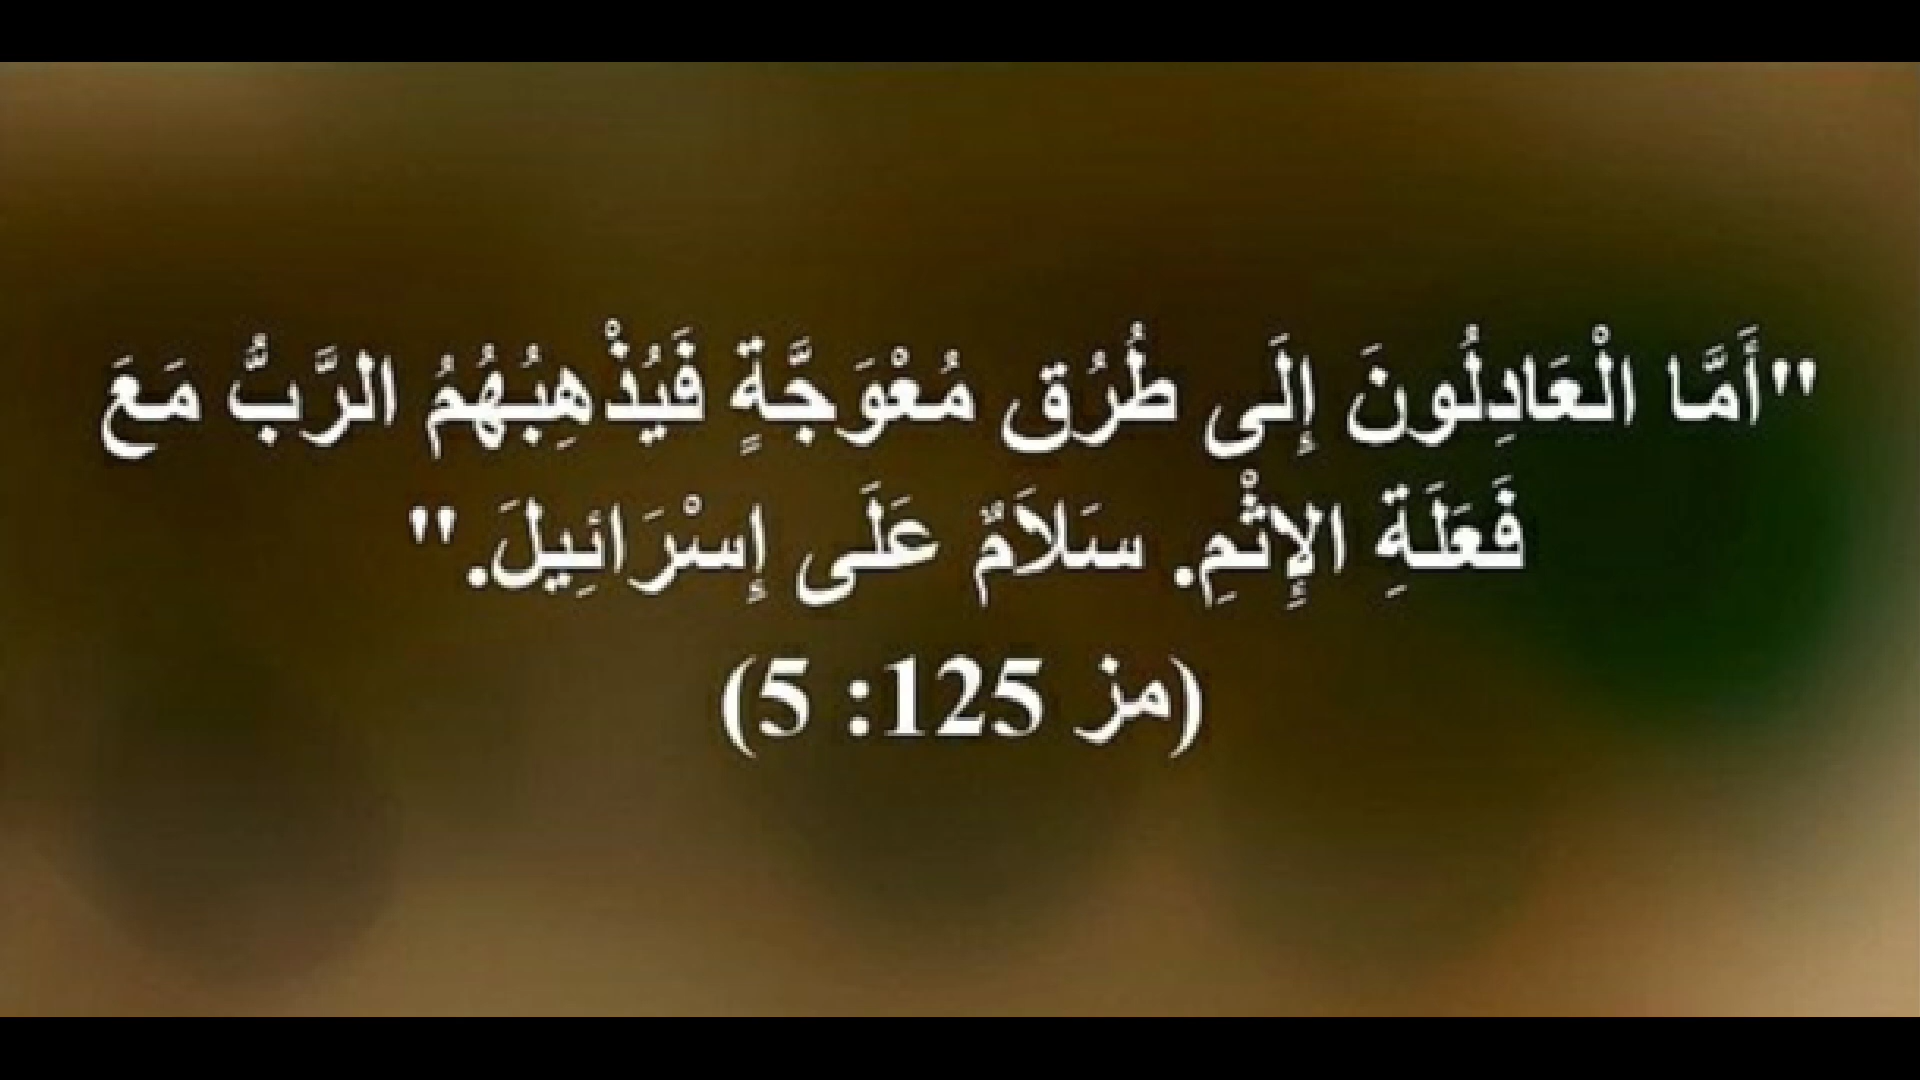 "أَمَّا الْعَادِلُونَ إِلَى طُرُق مُعْوَجَّةٍ فَيُذْهِبُهُمُ الرَّبُّ مَعَ
فَعَلَةِ الإِثْمِ. سَلاَمٌ عَلَى إِسْرَائِيلَ."
(مز 125: 5)